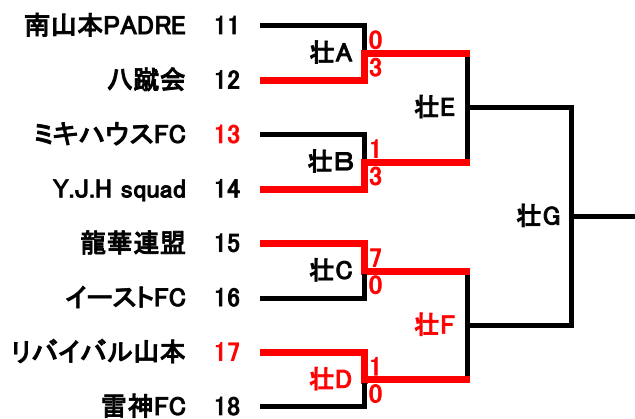 南山本PADRE 11
0
壮A
3
八蹴会 12
壮E
ミキハウスFC 13
1
壮B
3
Y.J.H squad 14
壮G
龍華連盟 15
7
壮C
0
イーストFC 16
壮F
リバイバル山本 17
1
壮D
0
雷神FC 18